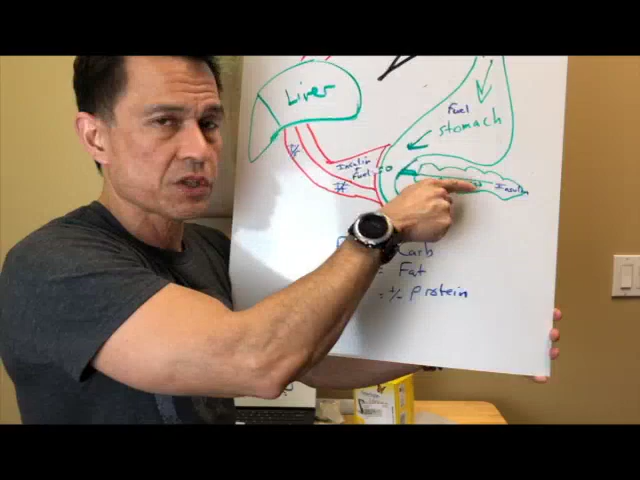 Liver
Fuel
stomach
Insulin
Fuel
Insulin
Carb
= Fat
= +/- Protein